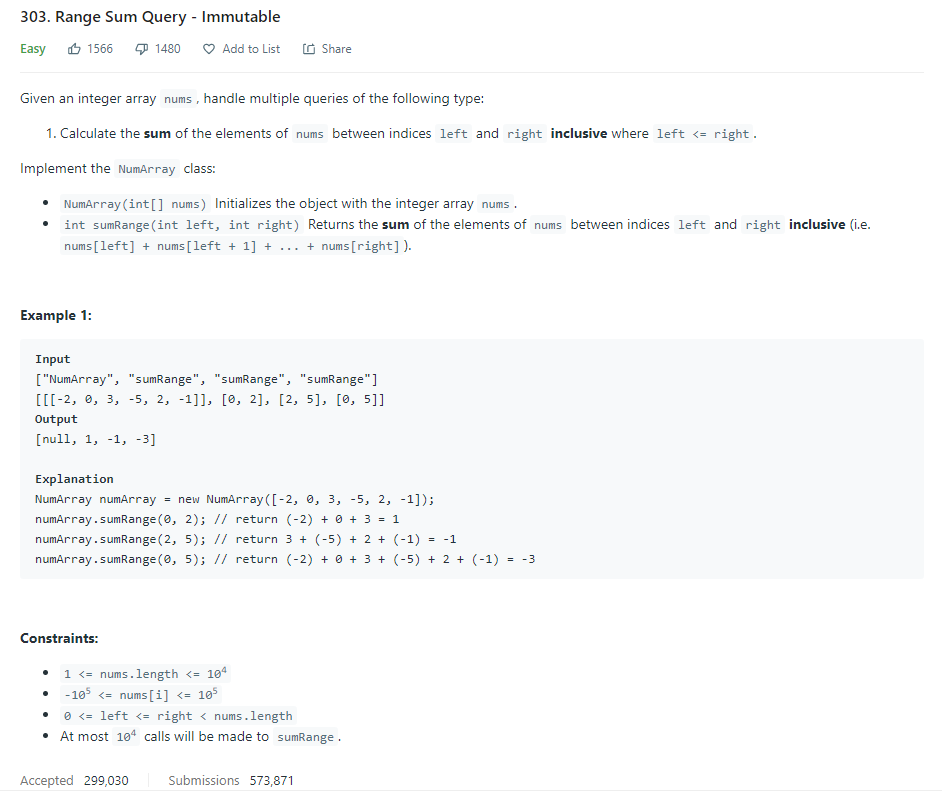 303. Range Sum Query - Immutable
Easy 1566 1480 Add to List Share
Given an integer array nums , handle multiple queries of the following type:
1. Calculate the sum of the elements of nums between indices left and right inclusive where left <= right .
Implement the NumArray class:
• NumArray(int[] nums) Initializes the object with the integer array nums .
• int sumRange(int left, int right) Returns the sum of the elements of nums between indices left and right inclusive (i.e.
nums[left] + nums[left + 1] + ... + nums[right] ).
Example 1:
Input
["NumArray", "sumRange", "sumRange", "sumRange"]
[[[-2, 0, 3, -5, 2, -1]], [0, 2], [2, 5], [0, 5]]
Output
[null, 1, -1, -3]
Explanation
NumArray numArray = new NumArray([-2, 0, 3, -5, 2, -1]);
numArray.sumRange(0, 2); // return (-2) + 0 + 3 = 1
numArray.sumRange(2, 5); // return 3 + (-5) + 2 + (-1) = -1
numArray.sumRange(0, 5); // return (-2) + 0 + 3 + (-5) + 2 + (-1) = -3
Constraints:
• 1 <= nums.length <= 10⁴
• -10⁵ <= nums[i] <= 10⁵
• 0 <= left <= right < nums.length
• At most 10⁴ calls will be made to sumRange .
Accepted 299,030 Submissions 573,871